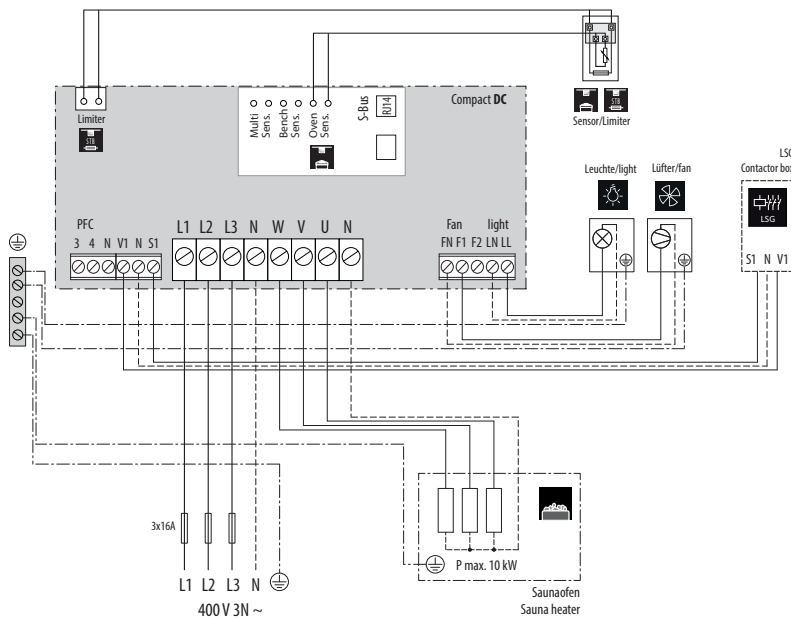 Limiter
STB
Multi Sens.
Bench Sens.
Oven Sens.
S-Bus
RJ14
Compact DC
STB
Sensor/Limiter
Leuchte/light
Lüfter/fan
LSG
Contactor box
LSG
S1 N V1
PFC
3 4 N V1 N S1
L1 L2 L3 N W V U N
Fan light
FN F1 F2 LN LL
3x16A
L1 L2 L3 N
400 V 3N ~
P max. 10 kW
Saunaofen
Sauna heater